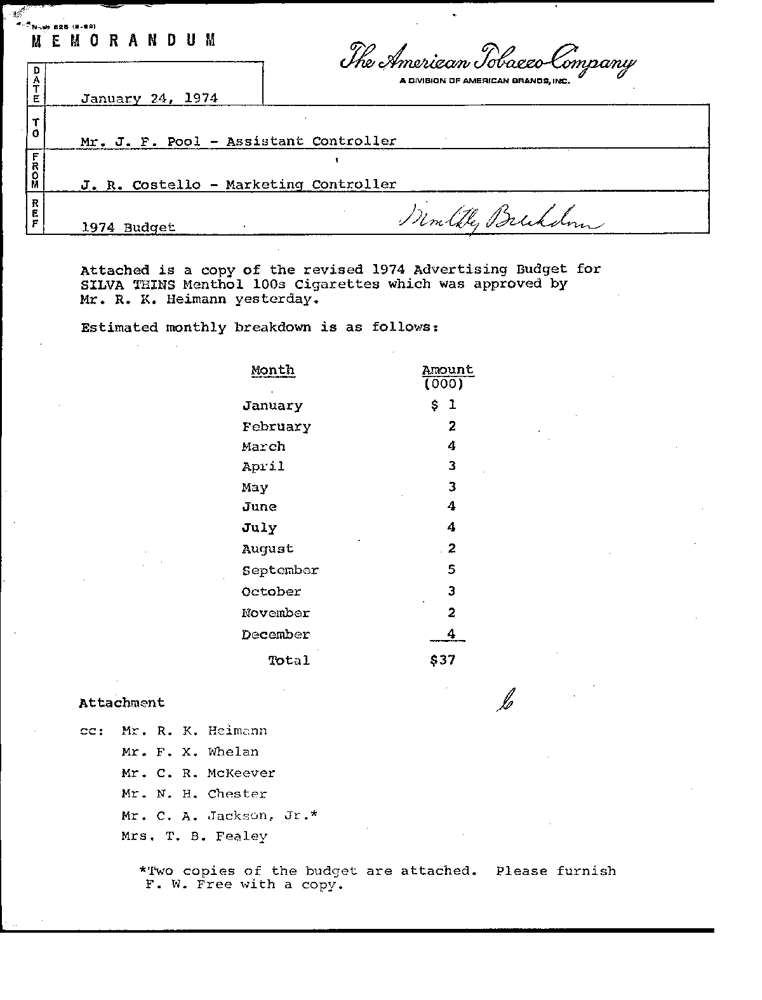 N-ub 825 (8-69)
MEMORANDUM
The American Tobacco Company
A DIVISION OF AMERICAN BRANDS, INC.
DATE
January 24, 1974
TO
Mr. J. F. Pool - Assistant Controller
FROM
J. R. Costello - Marketing Controller
REF
1974 Budget Monthly Breakdown
Attached is a copy of the revised 1974 Advertising Budget for
SILVA THINS Menthol 100s Cigarettes which was approved by
Mr. R. K. Heimann yesterday.
Estimated monthly breakdown is as follows:
Month Amount
(000)
January $ 1
February 2
March 4
April 3
May 3
June 4
July 4
August 2
September 5
October 3
November 2
December 4
Total $37
Attachment
cc: Mr. R. K. Heimann
Mr. F. X. Whelan
Mr. C. R. McKeever
Mr. N. H. Chester
Mr. C. A. Jackson, Jr.*
Mrs. T. B. Fealey
*Two copies of the budget are attached. Please furnish
F. W. Free with a copy.